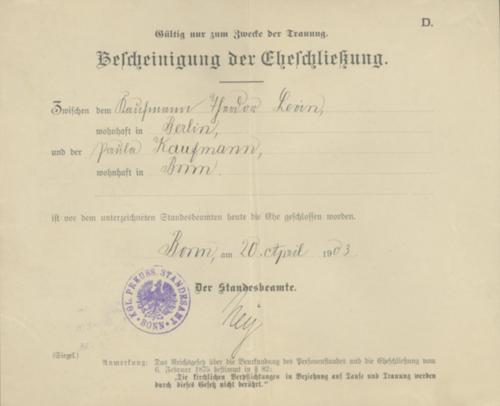 D.
Gültig nur zum Zwecke der Trauung.
Bescheinigung der Eheschließung.
Zwischen dem Kaufmann Theodor Levin,
wohnhaft in Berlin,
und der Paula Kaufmann,
wohnhaft in Bonn.
ist vor dem unterzeichneten Standesbeamten heute die Ehe geschlossen worden.
Bonn, am 20. April 1903
Der Standesbeamte.
KGL. PREUSS. STANDESAMT
BONN
(Siegel.)
Anmerkung: Das Reichsgesetz über die Beurkundung des Personenstandes und die Eheschließung vom
6. Februar 1875 bestimmt in § 82:
„Die kirchlichen Verpflichtungen in Beziehung auf Taufe und Trauung werden
durch dieses Gesetz nicht berührt.“